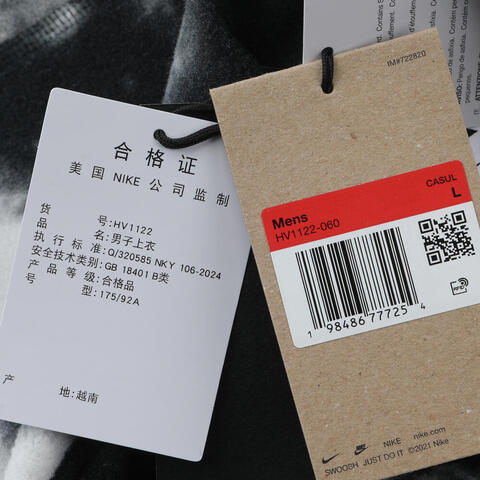 合格证
美国 NIKE 公司监制
货 号:HV1122
品 名:男子上衣
执行标准:Q/320585 NKY 106-2024
安全技术类别:GB 18401 B类
产品等级:合格品
号 型:175/92A
产 地:越南
IM#722820
CASUL
Mens L
HV1122-060
RFID
1 98486 77725 4
NIKE nike.com
SWOOSH JUST DO IT ©2021 Nike